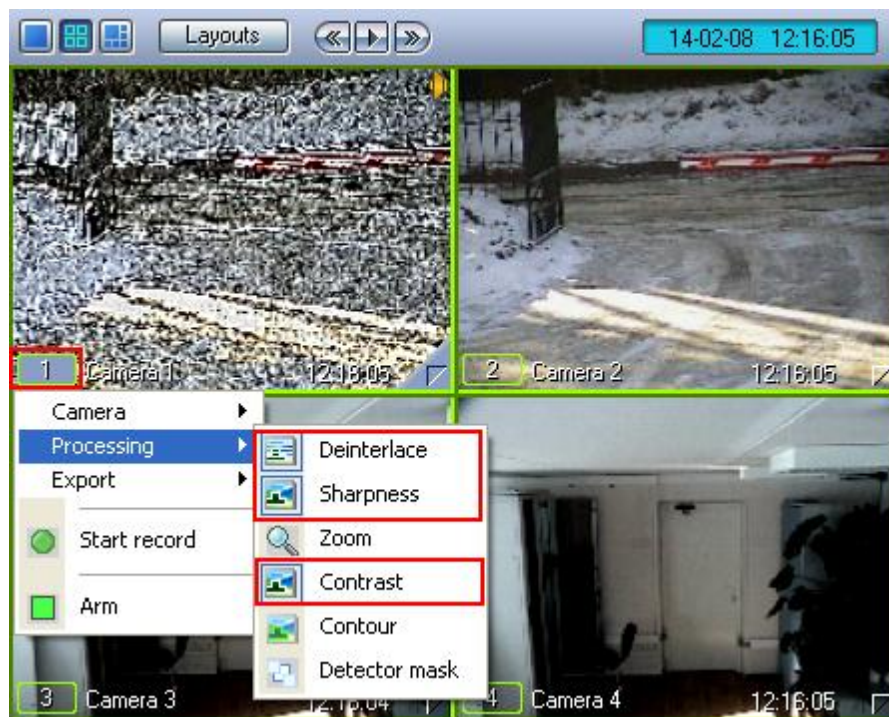 Layouts
14-02-08 12:16:05
1 Camera 1 12:16:05
2 Camera 2 12:16:05
Camera
Processing
Export
Start record
Arm
Deinterlace
Sharpness
Zoom
Contrast
Contour
Detector mask
3 Camera 3
4 Camera 4 12:16:05